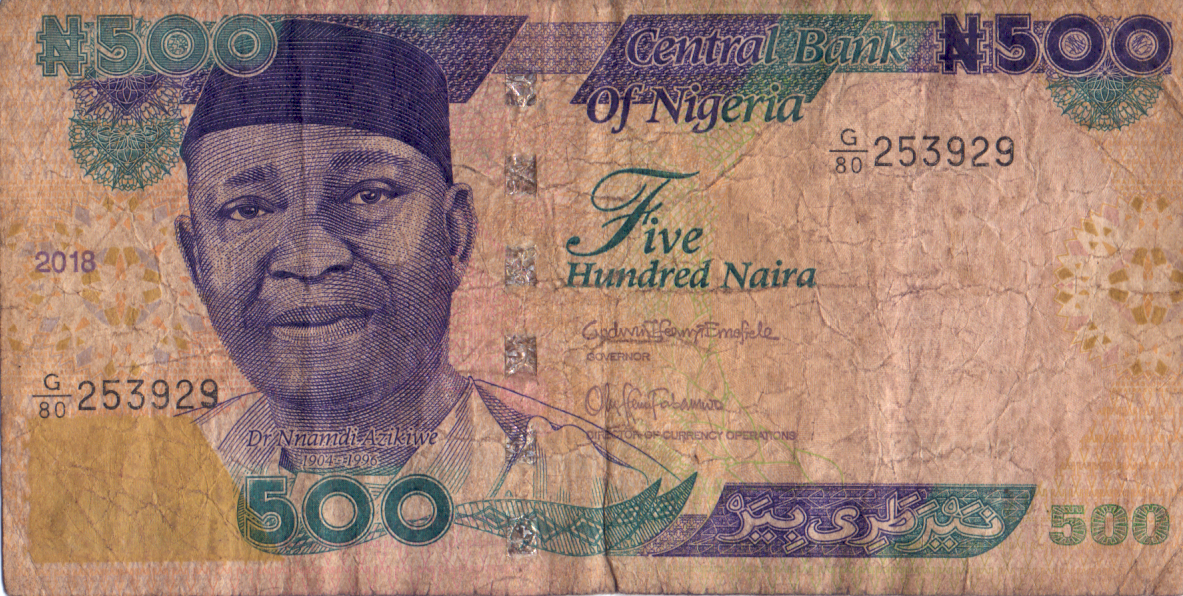 ₦500
Central Bank
Of Nigeria
₦500
G/80 253929
Five
Hundred Naira
2018
GOVERNOR
G/80 253929
DIRECTOR OF CURRENCY OPERATIONS
Dr Nnamdi Azikiwe
1904-1996
500
نَيْرَ طَرِى بِيَرْ
500